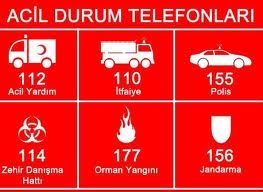 ACİL DURUM TELEFONLARI
112
Acil Yardım
110
İtfaiye
155
Polis
114
Zehir Danışma
Hattı
177
Orman Yangını
156
Jandarma